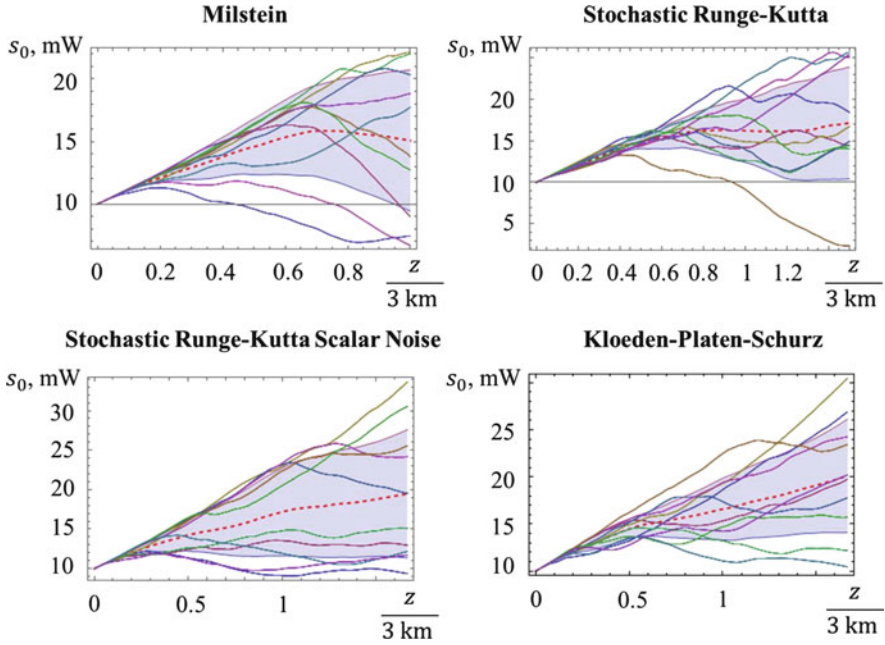 Milstein
s₀, mW
20
15
10
0 0.2 0.4 0.6 0.8 z
3 km
Stochastic Runge-Kutta
s₀, mW
20
15
10
5
0 0.2 0.4 0.6 0.8 1 1.2 z
3 km
Stochastic Runge-Kutta Scalar Noise
s₀, mW
30
25
20
15
10
0 1 z
3 km
Kloeden-Platen-Schurz
s₀, mW
30
25
20
15
10
0 0.5 1 z
3 km